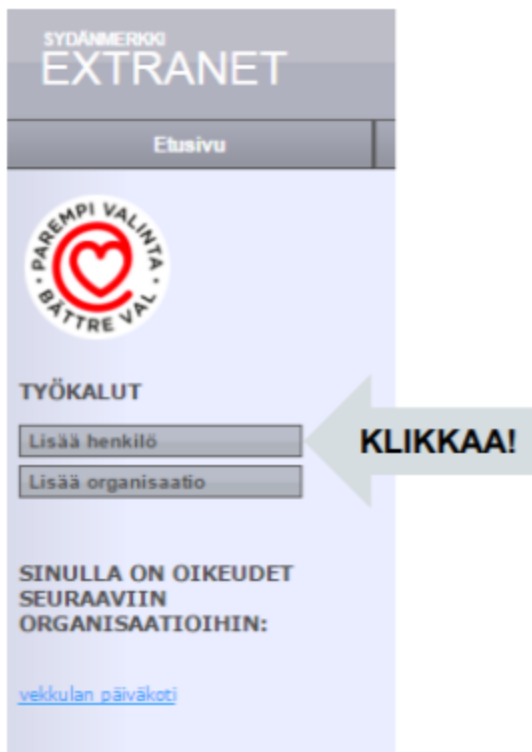 SYDÄNMERKKI
EXTRANET
Etusivu
PAREMPI VALINTA
BÄTTRE VAL
TYÖKALUT
Lisää henkilö
KLIKKAA!
Lisää organisaatio
SINULLA ON OIKEUDET
SEURAAVIIN
ORGANISAATIOIHIN:
vekkulan päiväkoti